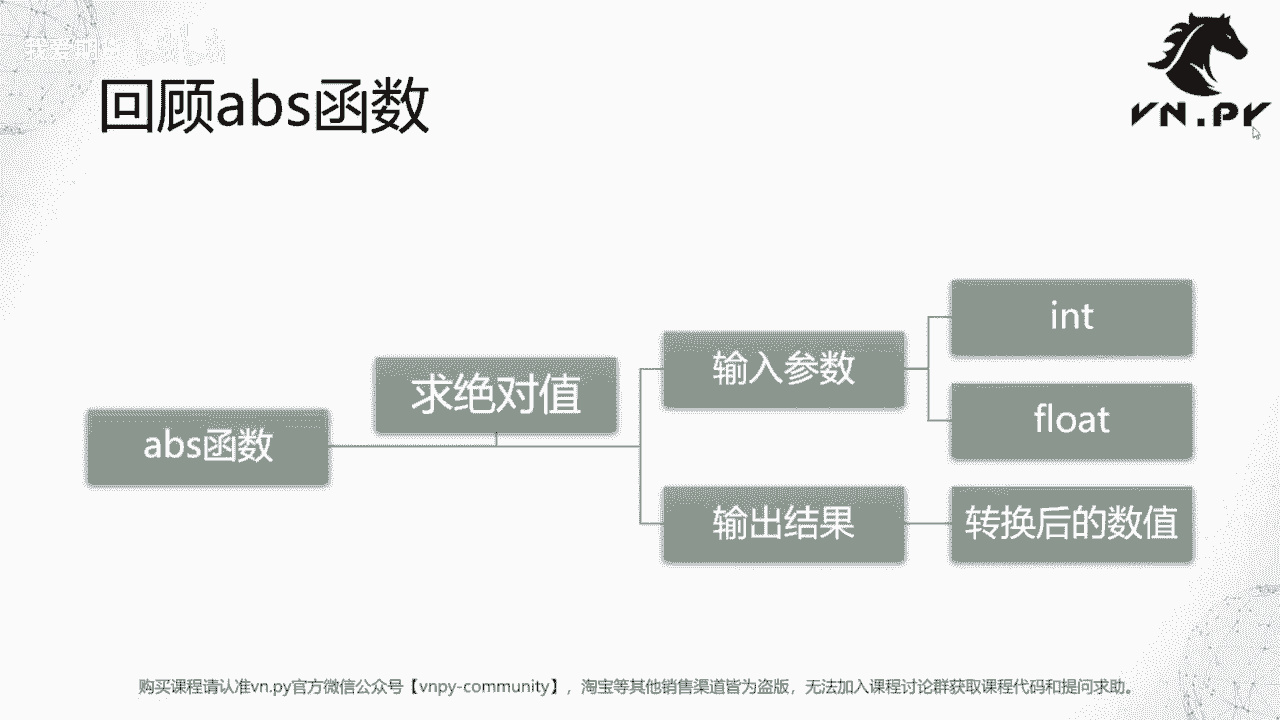 我爱
VN.PY
回顾abs函数
int
输入参数
求绝对值
float
abs函数
输出结果
转换后的数值
购买课程请认准vn.py官方微信公众号【vnpy-community】，淘宝等其他销售渠道皆为盗版，无法加入课程讨论群获取课程代码和提问求助。